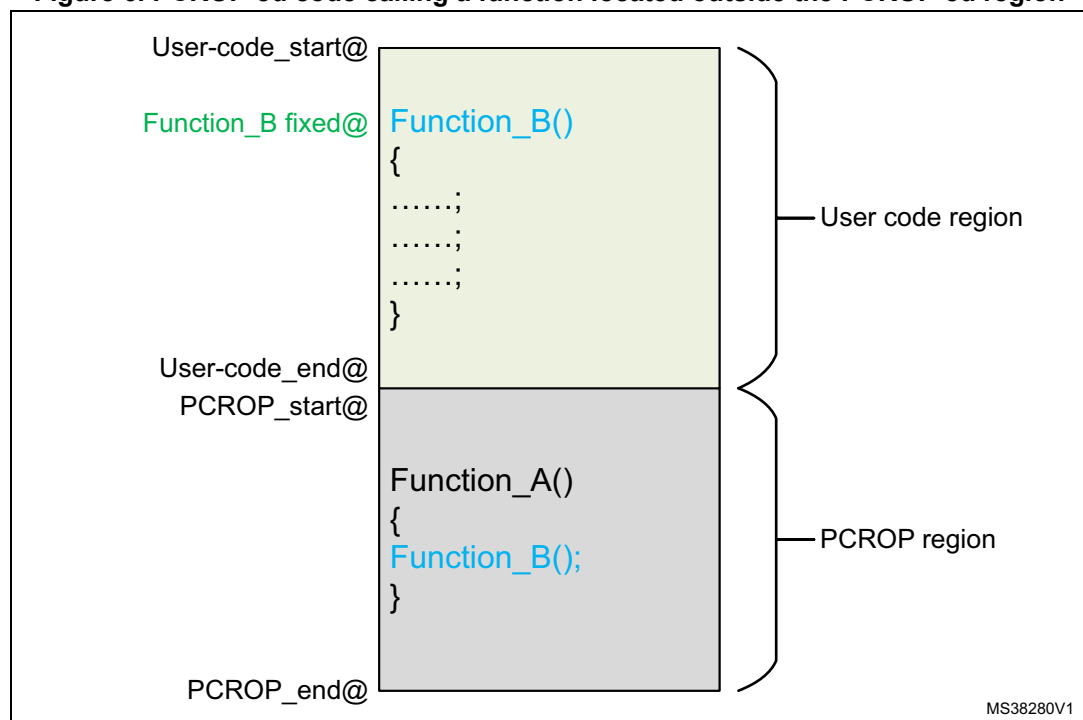 User-code_start@
Function_B fixed@ Function_B()
{
......;
......;
......;
}
User code region
User-code_end@
PCROP_start@
Function_A()
{
Function_B();
}
PCROP region
PCROP_end@
MS38280V1